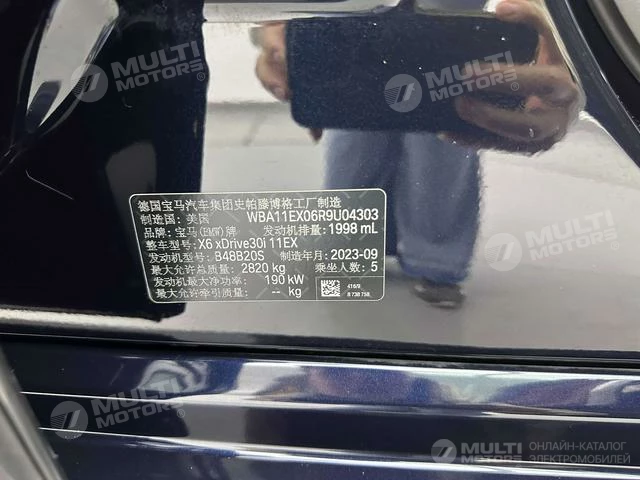 MULTI MOTORS®
MULTI MOTORS®
德国宝马汽车集团史帕滕博格工厂制造
制造国:美国 WBA11EX06R9U04303
品牌:宝马(BMW)牌 发动机排量:1998 mL
整车型号:X6 xDrive30i 11EX
发动机型号:B48B20S 制造年月:2023-09
最大允许总质量:2820 kg 乘坐人数:5
发动机最大净功率:190 kW
最大允许牵引质量:-- kg
416/9
8 738 758
MULTI MOTORS®
MULTI MOTORS®
MULTI MOTORS
ОНЛАЙН-КАТАЛОГ
ЭЛЕКТРОМОБИЛЕЙ